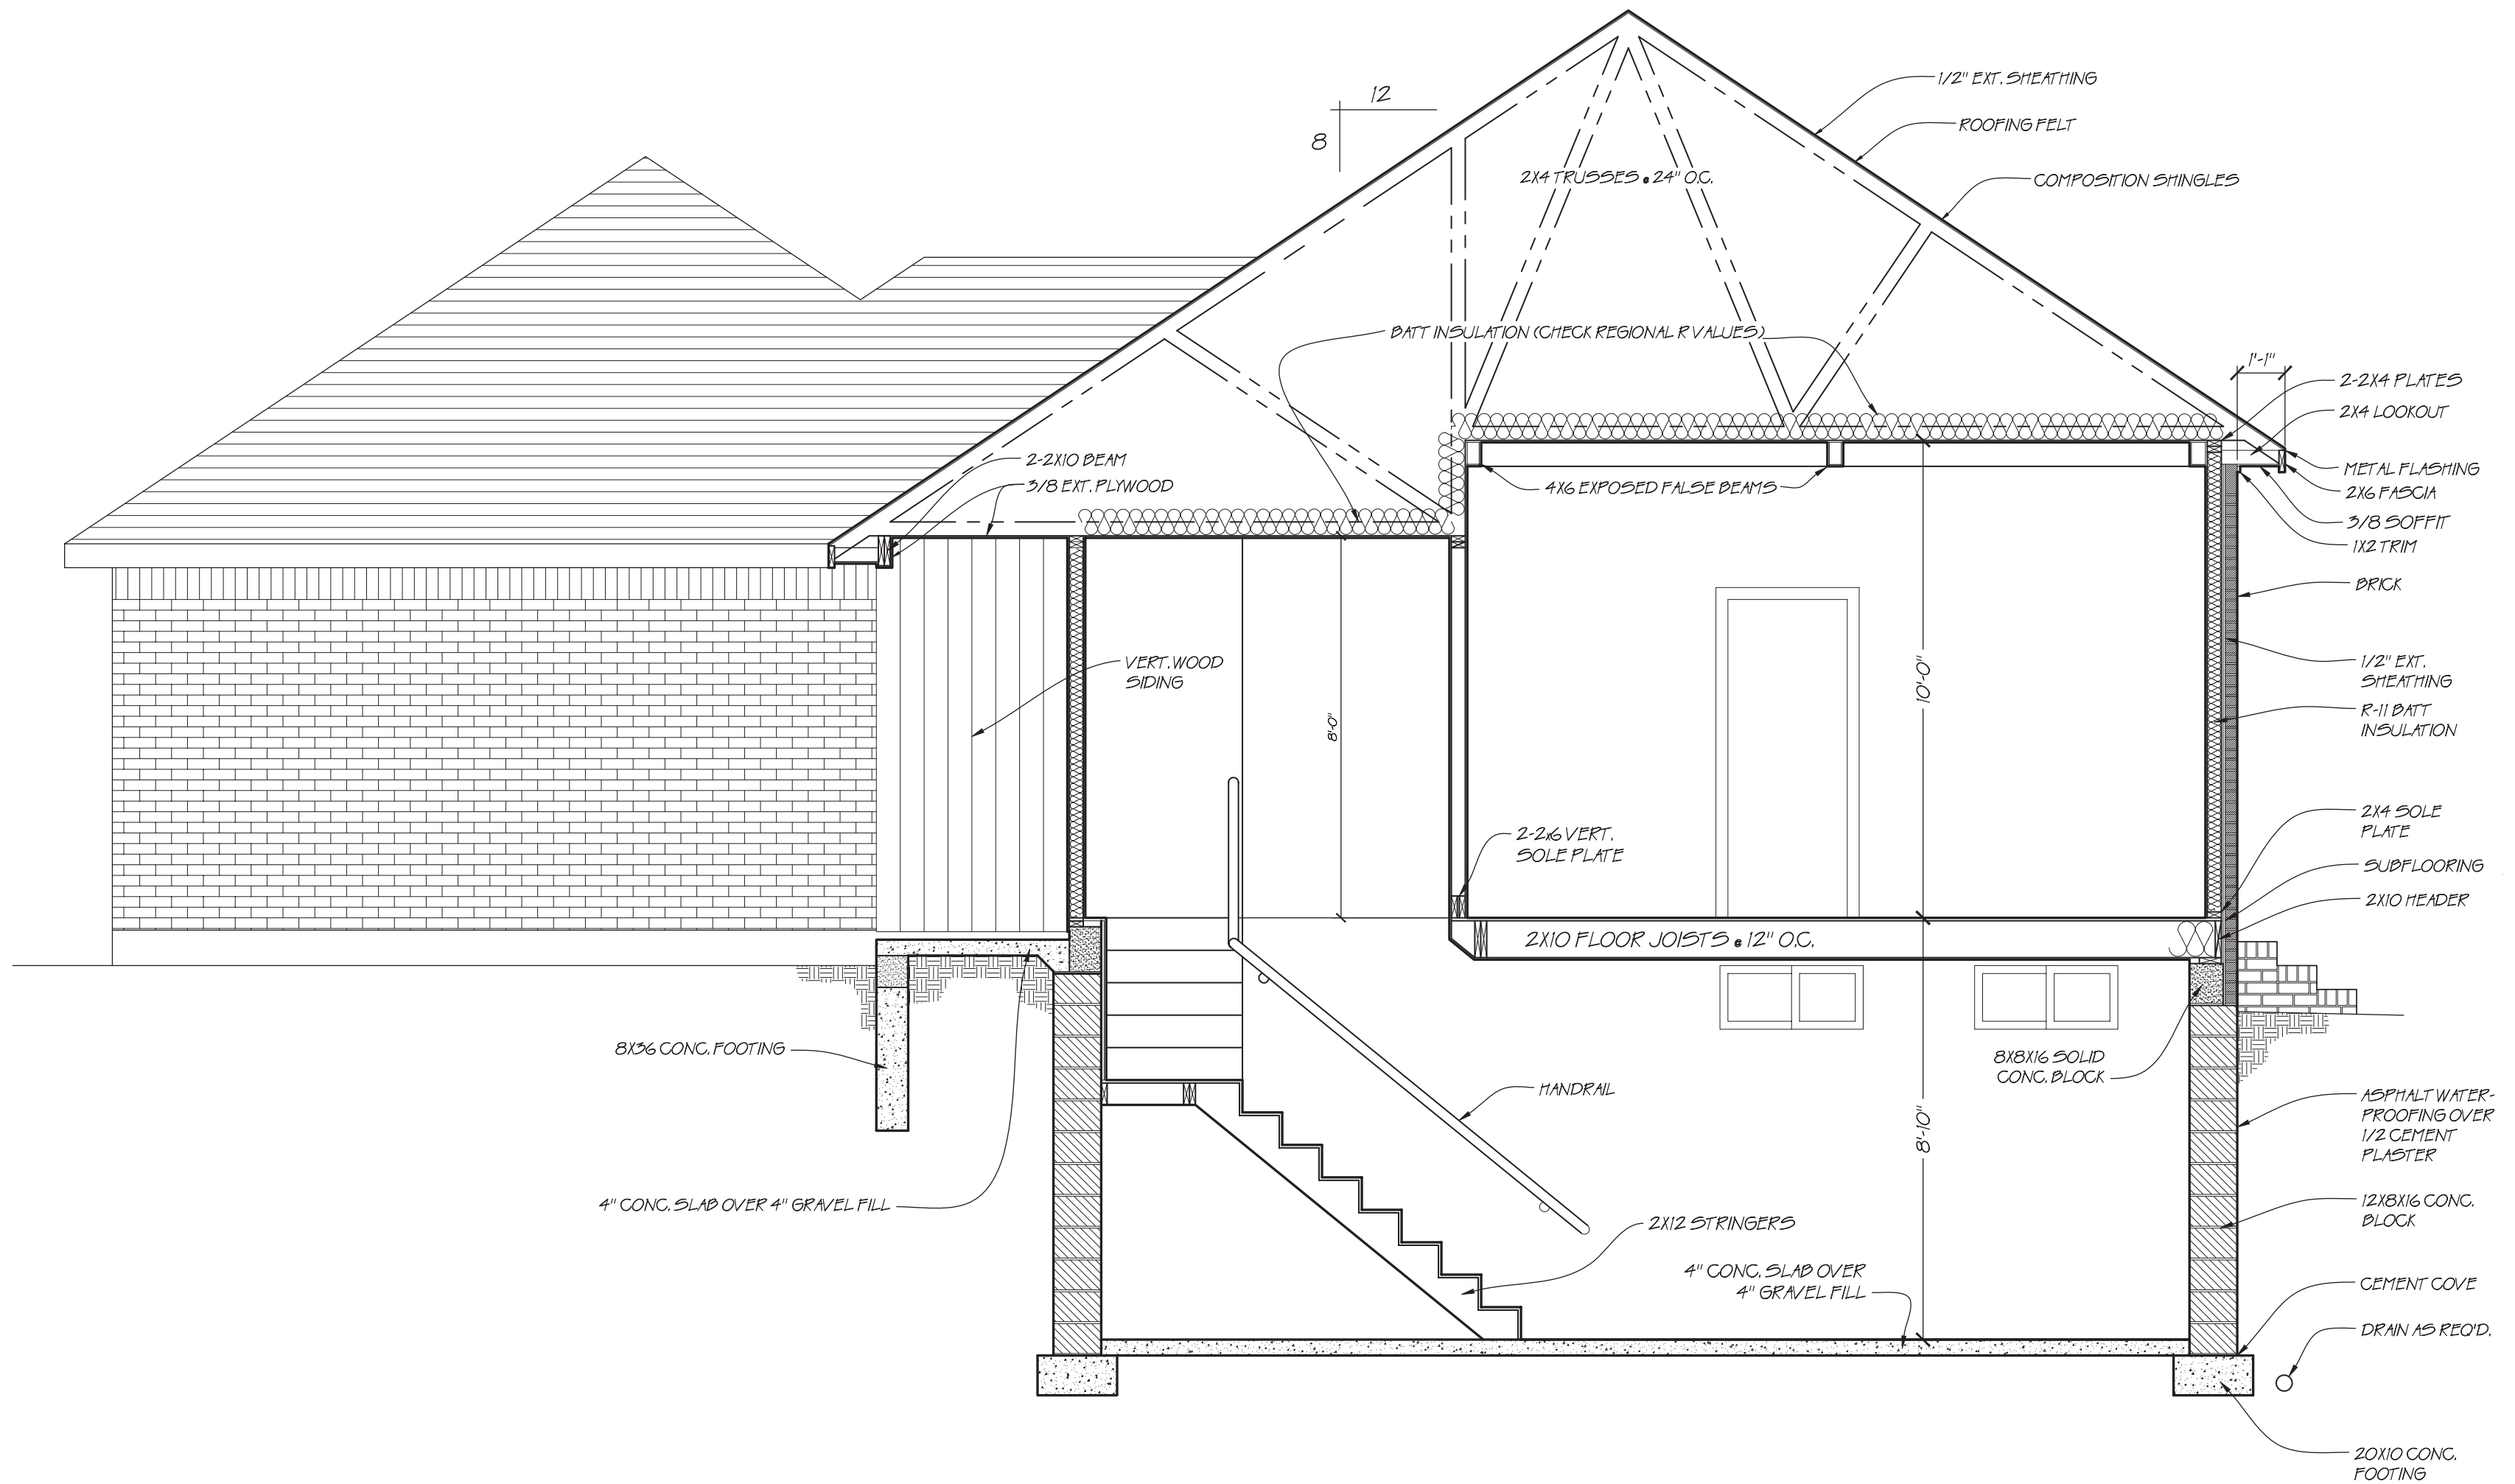 12
8
1/2" EXT. SHEATHING
ROOFING FELT
COMPOSITION SHINGLES
2X4 TRUSSES @ 24" O.C.
BATT INSULATION (CHECK REGIONAL R VALUES)
1'-1"
2-2X4 PLATES
2X4 LOOKOUT
METAL FLASHING
2X6 FASCIA
3/8 SOFFIT
1X2 TRIM
BRICK
2-2X10 BEAM
3/8 EXT. PLYWOOD
4X6 EXPOSED FALSE BEAMS
VERT. WOOD
SIDING
8'-0"
10'-0"
1/2" EXT.
SHEATHING
R-11 BATT
INSULATION
2-2x6 VERT.
SOLE PLATE
2X4 SOLE
PLATE
SUBFLOORING
2X10 HEADER
2X10 FLOOR JOISTS @ 12" O.C.
8X36 CONC. FOOTING
8X8X16 SOLID
CONC. BLOCK
HANDRAIL
8'-10"
ASPHALT WATER-
PROOFING OVER
1/2 CEMENT
PLASTER
4" CONC. SLAB OVER 4" GRAVEL FILL
12X8X16 CONC.
BLOCK
2X12 STRINGERS
4" CONC. SLAB OVER
4" GRAVEL FILL
CEMENT COVE
DRAIN AS REQ'D.
20X10 CONC.
FOOTING